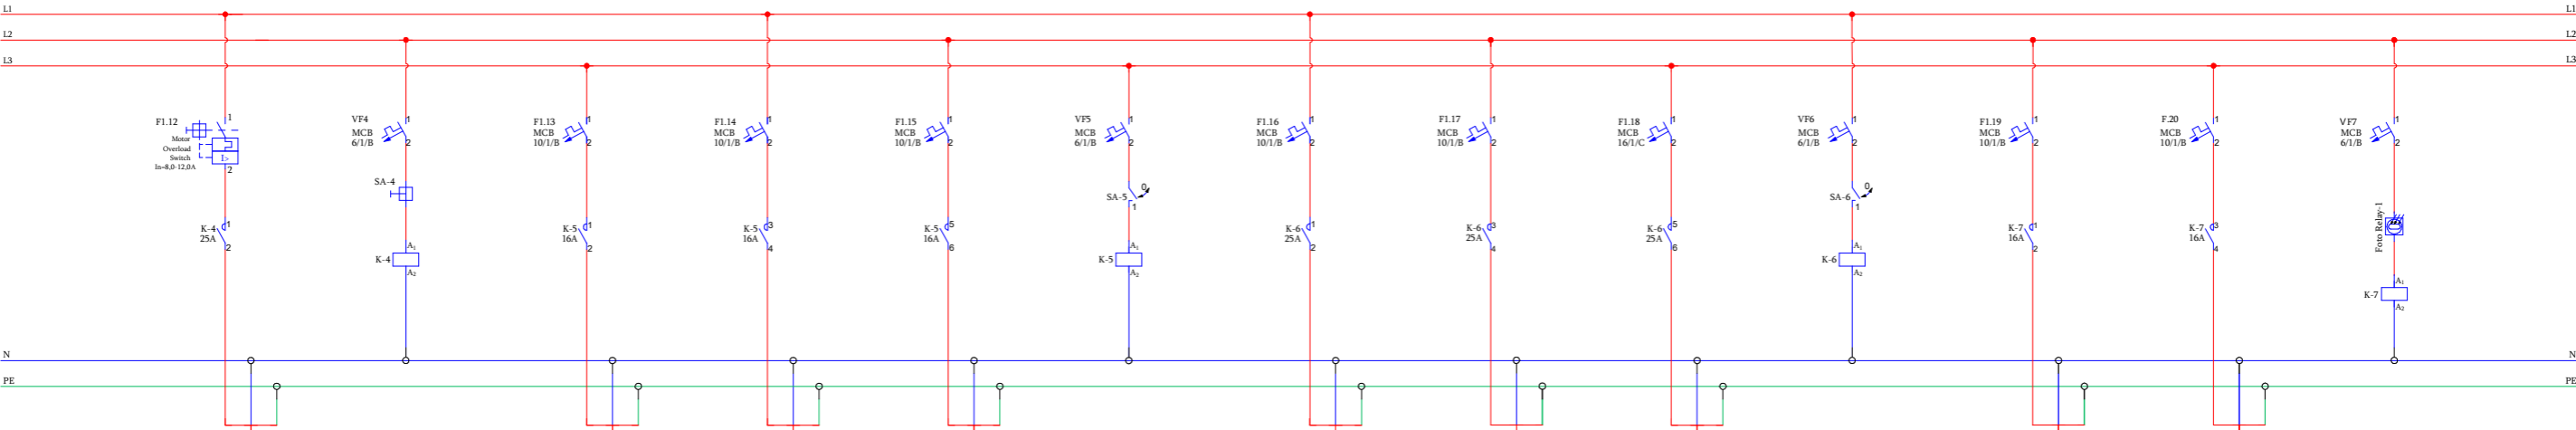 L1
L1
L2
L2
L3
L3
F1.12
Motor
Overload
Switch
In=8,0-12,0A
1
I>
2
K-4
25A
1
2
VF4
MCB
6/1/B
1
2
SA-4
K-4
A1
A2
F1.13
MCB
10/1/B
1
2
K-5
16A
1
2
F1.14
MCB
10/1/B
1
2
K-5
16A
3
4
F1.15
MCB
10/1/B
1
2
K-5
16A
5
6
VF5
MCB
6/1/B
1
2
SA-5
0
1
K-5
A1
A2
F1.16
MCB
10/1/B
1
2
K-6
25A
1
2
F1.17
MCB
10/1/B
1
2
K-6
25A
3
4
F1.18
MCB
16/1/C
1
2
K-6
25A
5
6
VF6
MCB
6/1/B
1
2
SA-6
0
1
K-6
A1
A2
F1.19
MCB
10/1/B
1
2
K-7
16A
1
2
F.20
MCB
10/1/B
1
2
K-7
16A
3
4
VF7
MCB
6/1/B
1
2
Foto Relay-1
K-7
A1
A2
N
N
PE
PE